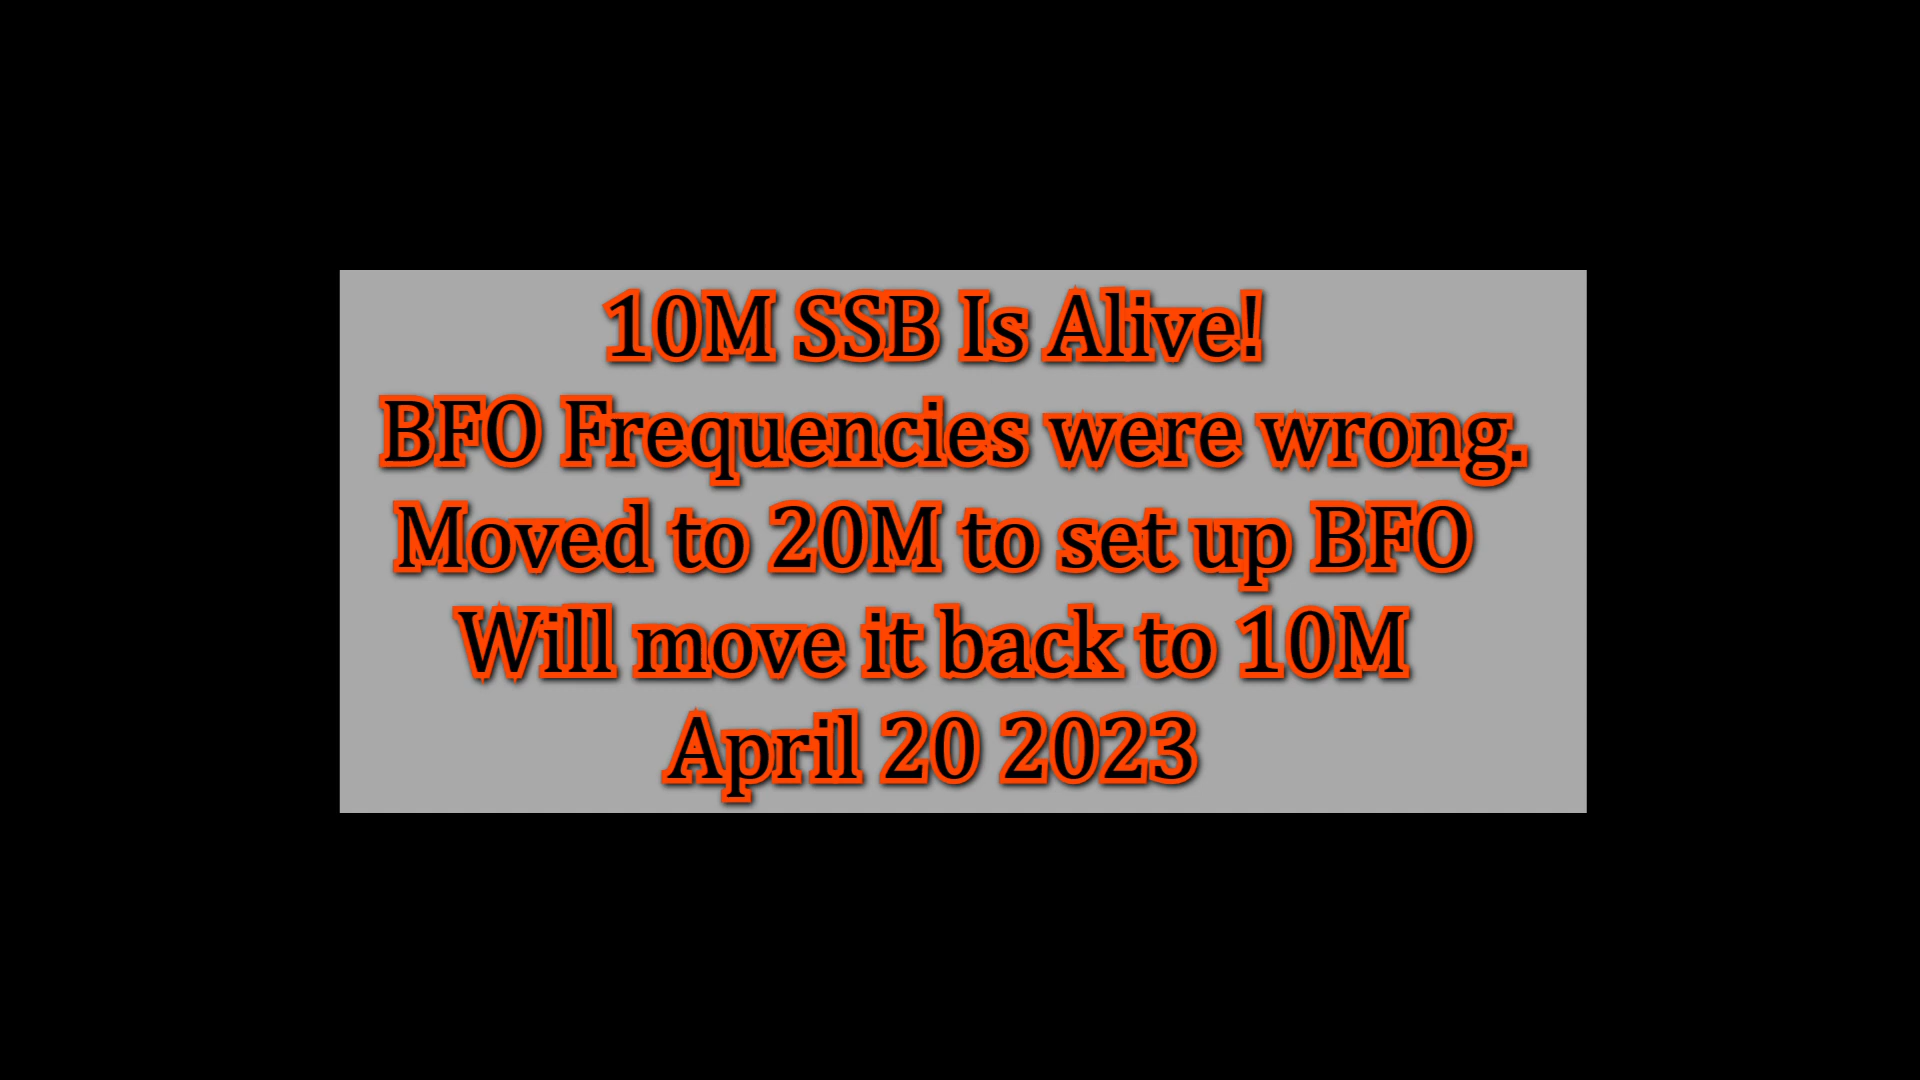 10M SSB Is Alive!
BFO Frequencies were wrong.
Moved to 20M to set up BFO
Will move it back to 10M
April 20 2023